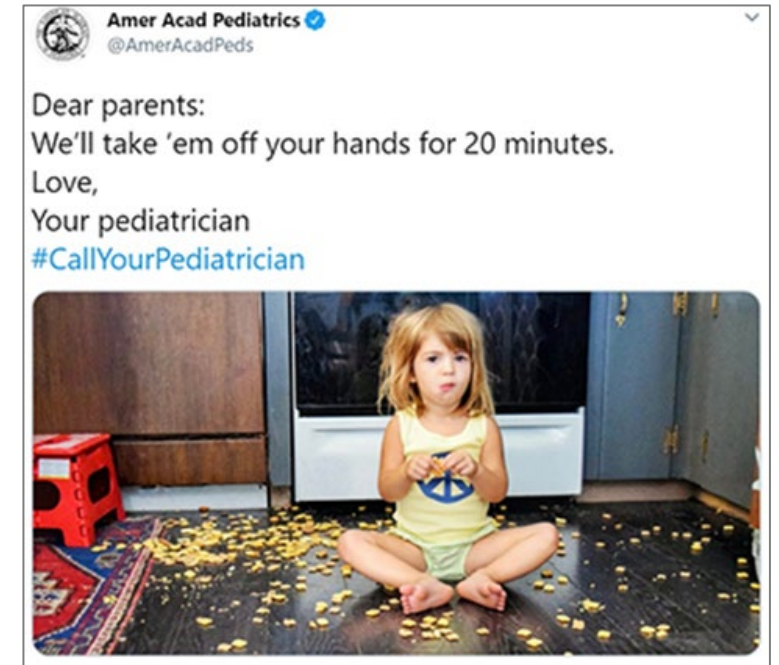 Amer Acad Pediatrics
@AmerAcadPeds
Dear parents:
We'll take 'em off your hands for 20 minutes.
Love,
Your pediatrician
#CallYourPediatrician